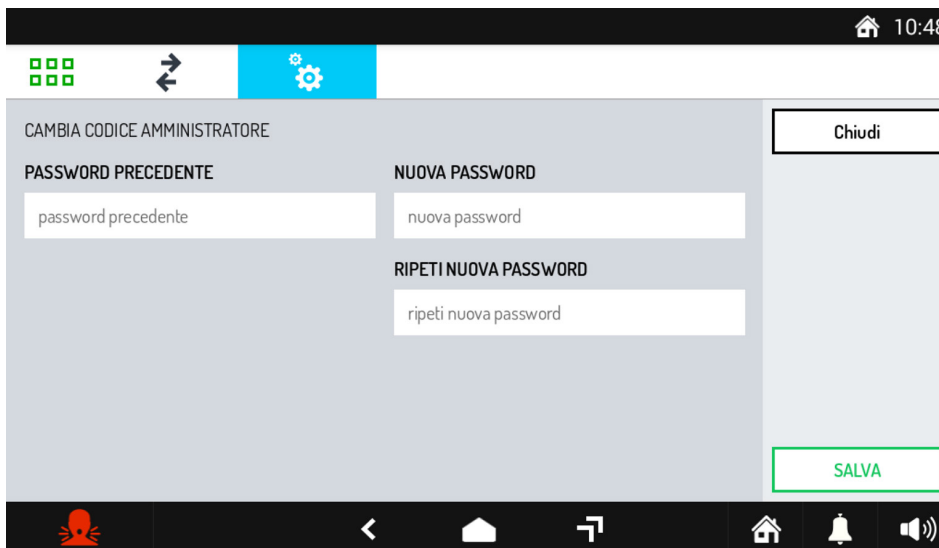 10:48
CAMBIA CODICE AMMINISTRATORE
Chiudi
PASSWORD PRECEDENTE
NUOVA PASSWORD
password precedente
nuova password
RIPETI NUOVA PASSWORD
ripeti nuova password
SALVA